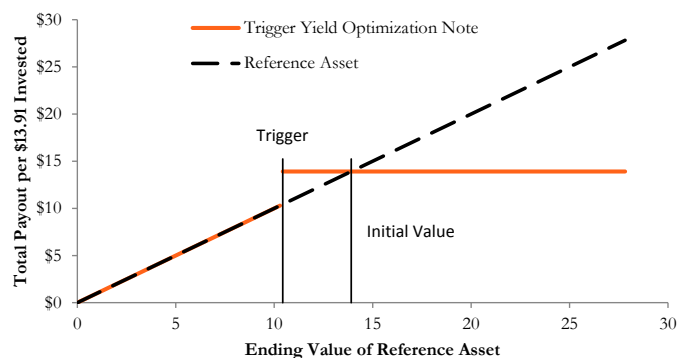 Trigger Yield Optimization Note
Reference Asset
Total Payout per $13.91 Invested
$30
$25
$20
$15
$10
$5
$0
Trigger
Initial Value
0 5 10 15 20 25 30
Ending Value of Reference Asset